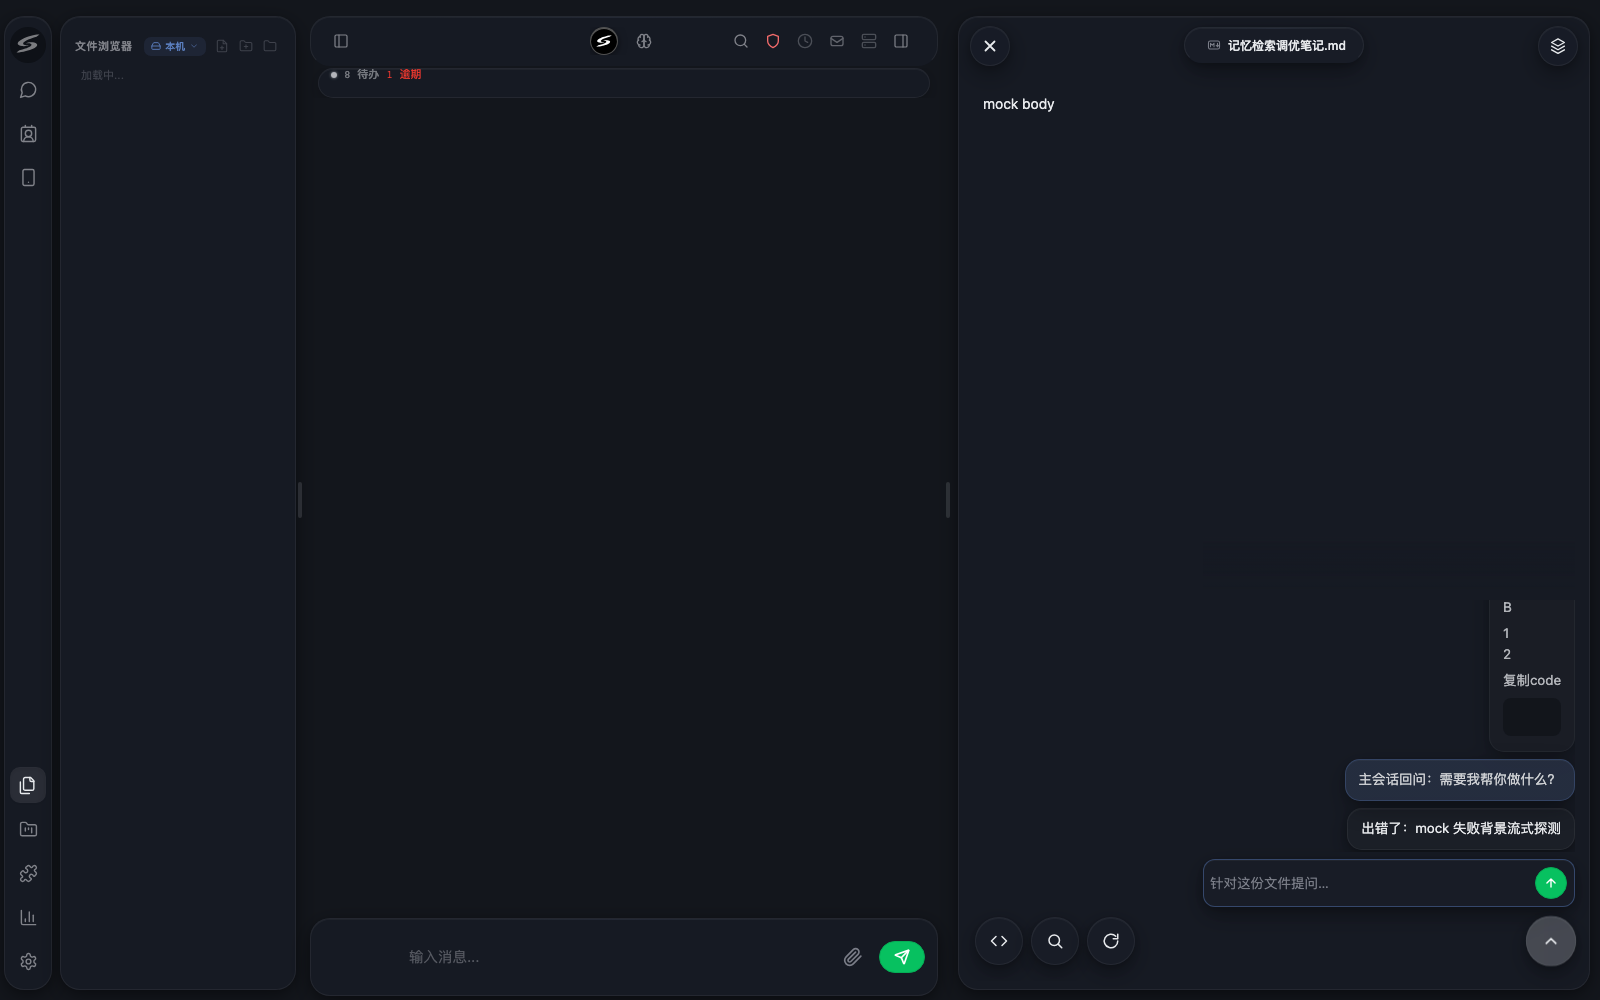 文件浏览器 本机
加载中...
8 待办 1 逾期
输入消息...
记忆检索调优笔记.md
mock body
B
1
2
复制code
主会话回问：需要我帮你做什么?
出错了：mock 失败背景流式探测
针对这份文件提问...